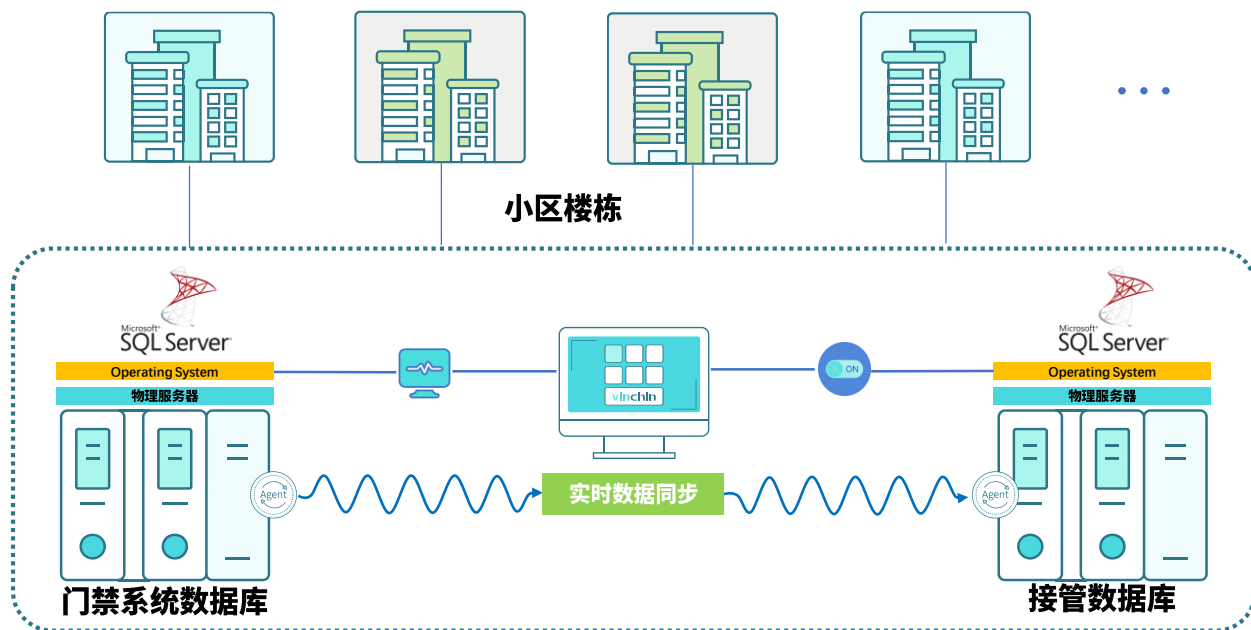 小区楼栋
Microsoft®
SQL Server
Microsoft®
SQL Server
Operating System
物理服务器
vinchin
ON
Operating System
物理服务器
Agent
实时数据同步
Agent
门禁系统数据库
接管数据库